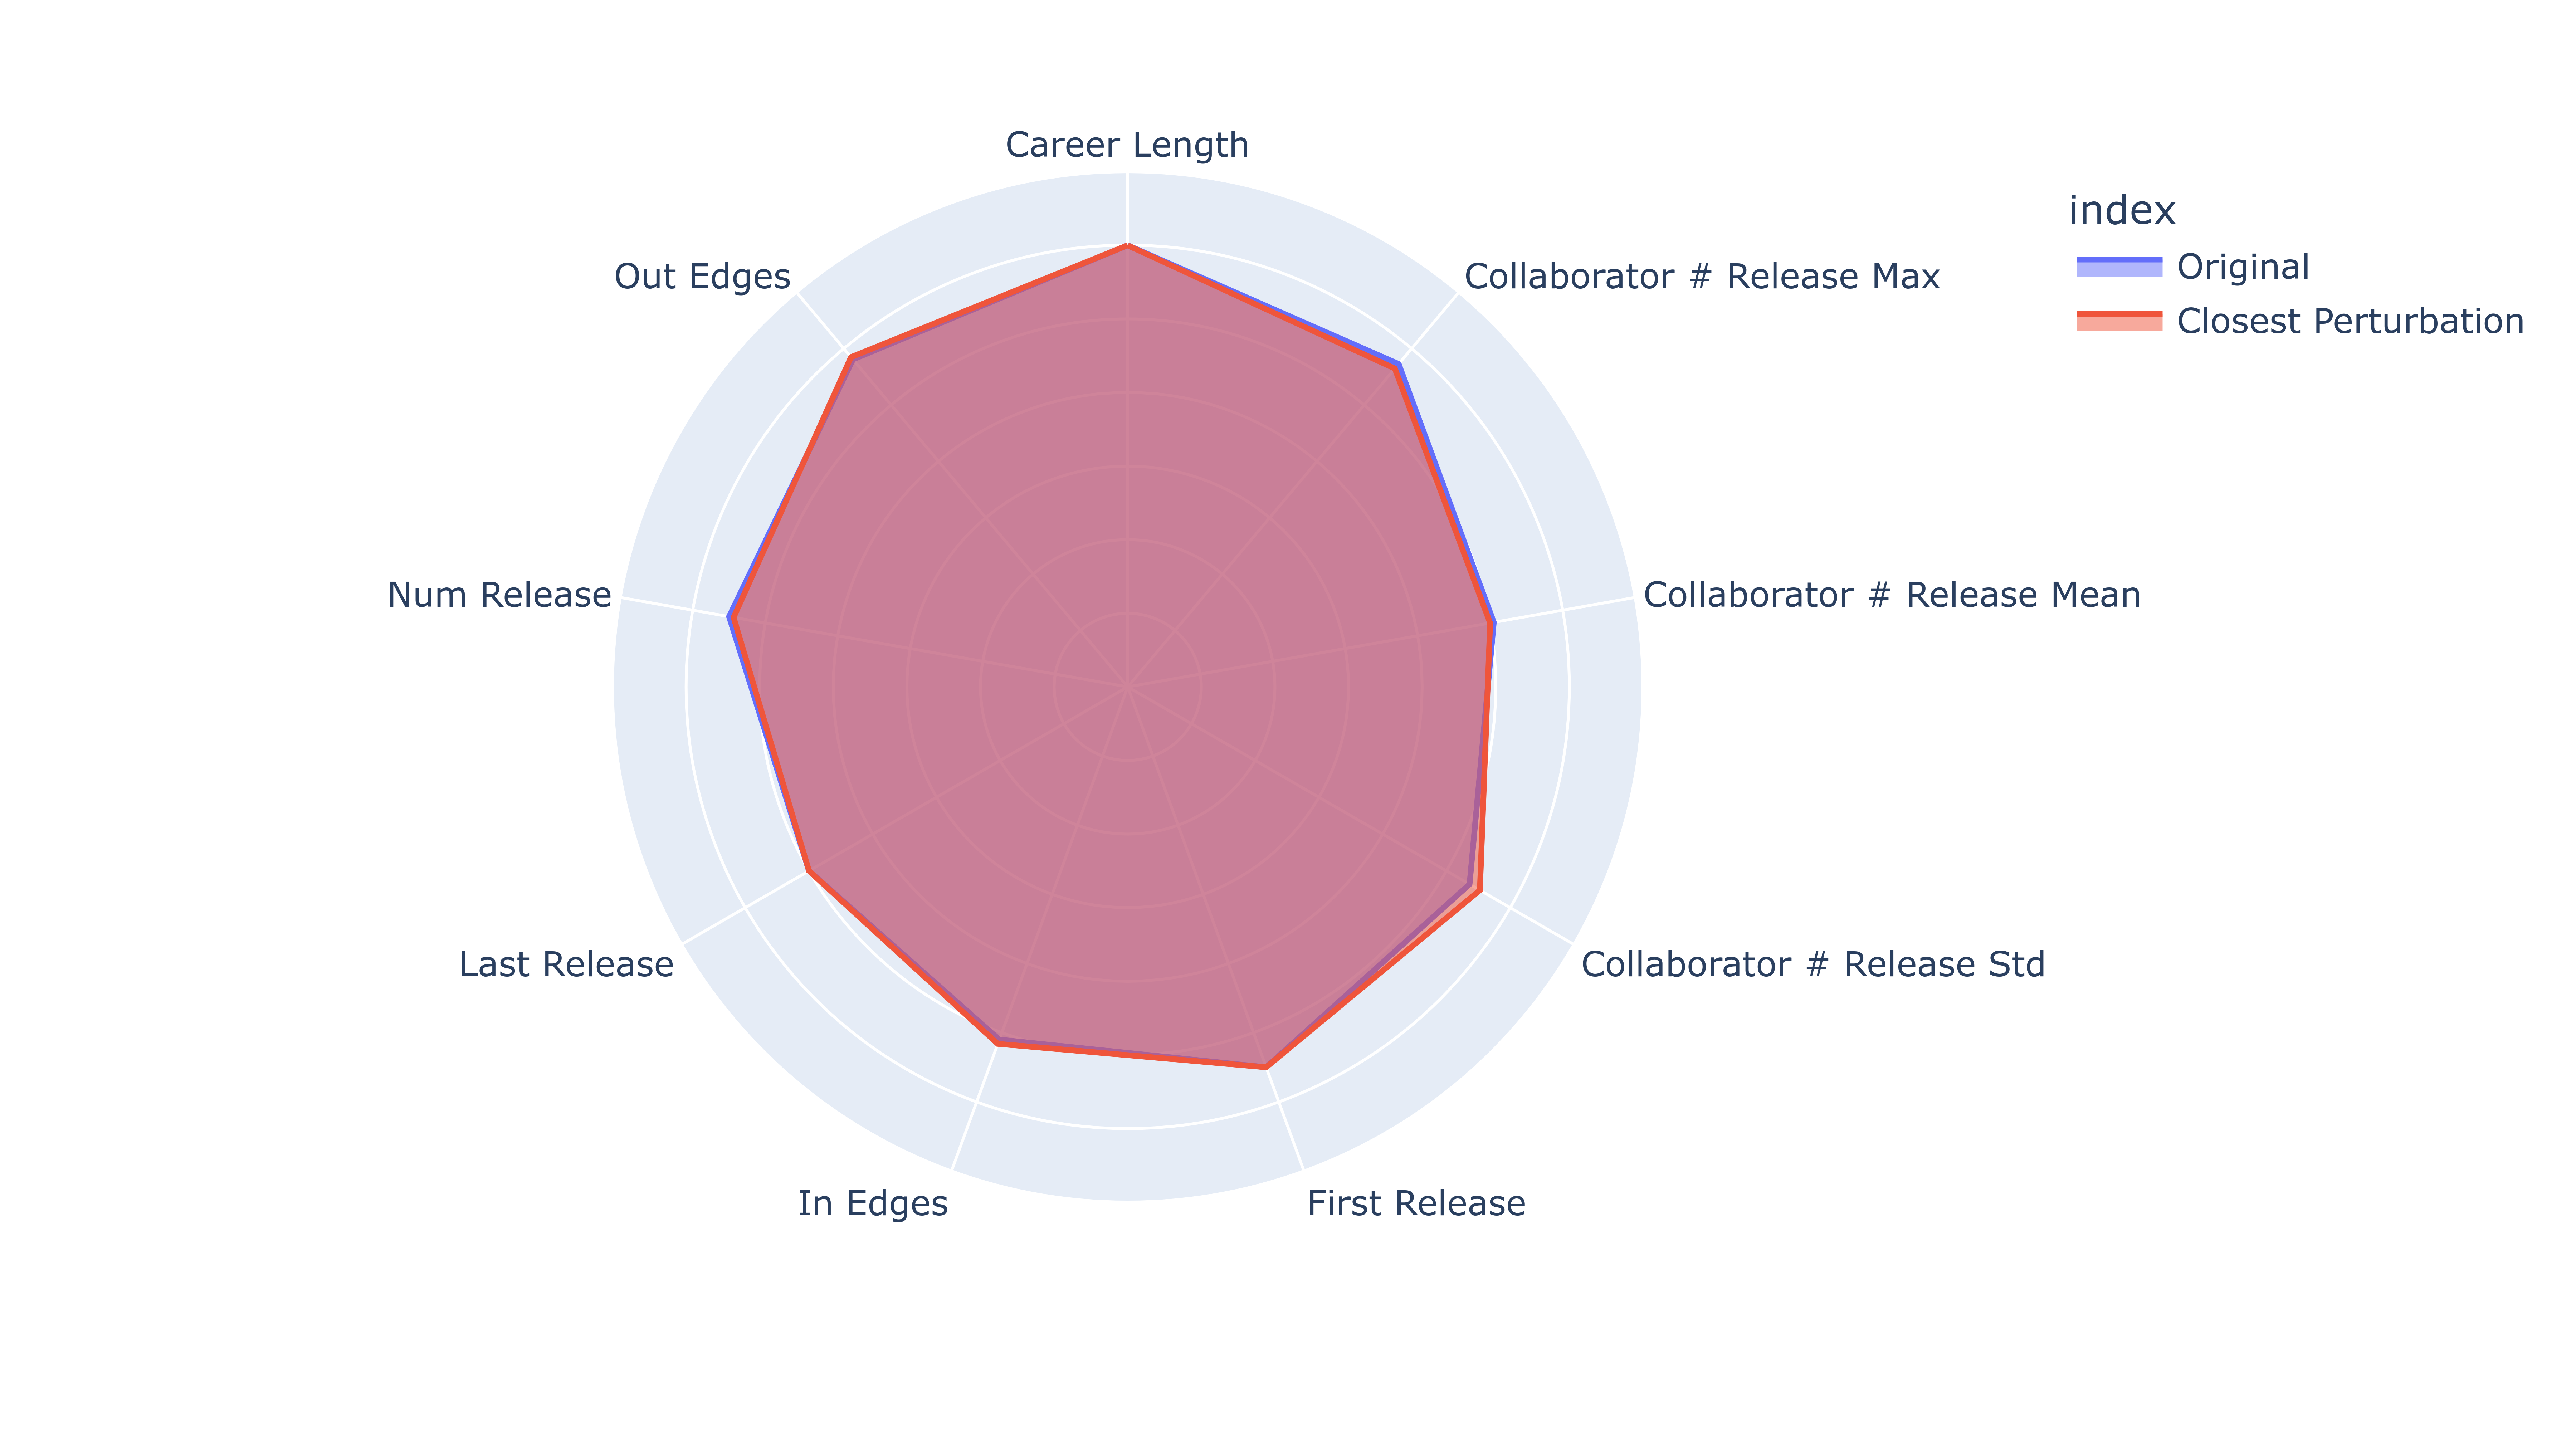 Career Length
Out Edges
Collaborator # Release Max
index
Original
Closest Perturbation
Num Release
Collaborator # Release Mean
Last Release
Collaborator # Release Std
In Edges
First Release